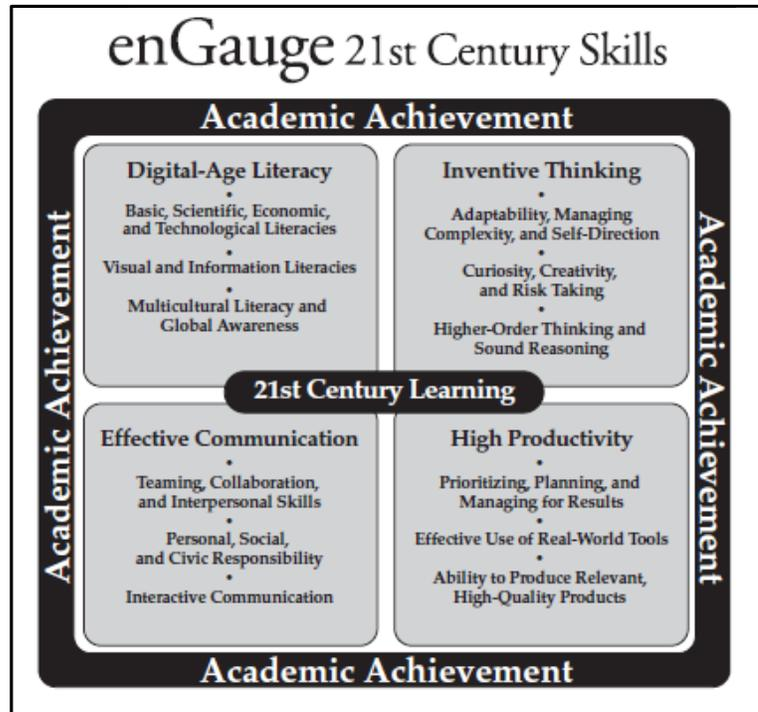 enGauge 21st Century Skills
Academic Achievement
Academic Achievement
Digital-Age Literacy
•
Basic, Scientific, Economic,
and Technological Literacies
•
Visual and Information Literacies
•
Multicultural Literacy and
Global Awareness
Inventive Thinking
•
Adaptability, Managing
Complexity, and Self-Direction
•
Curiosity, Creativity,
and Risk Taking
•
Higher-Order Thinking and
Sound Reasoning
Academic Achievement
21st Century Learning
Effective Communication
•
Teaming, Collaboration,
and Interpersonal Skills
•
Personal, Social,
and Civic Responsibility
•
Interactive Communication
High Productivity
•
Prioritizing, Planning, and
Managing for Results
•
Effective Use of Real-World Tools
•
Ability to Produce Relevant,
High-Quality Products
Academic Achievement